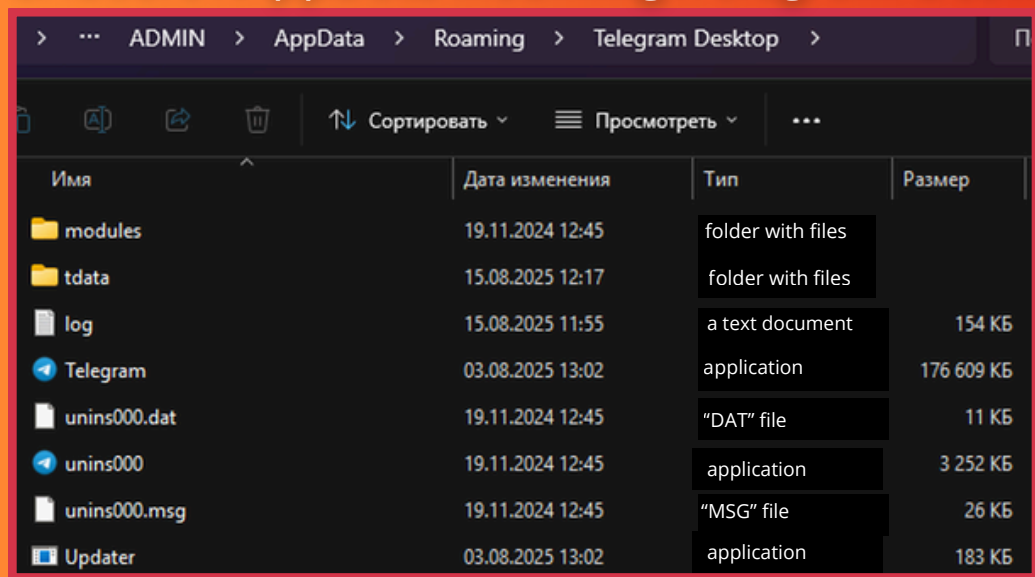 > ... ADMIN > AppData > Roaming > Telegram Desktop >
Сортировать Просмотреть ...
Имя Дата изменения Тип Размер
modules 19.11.2024 12:45 folder with files
tdata 15.08.2025 12:17 folder with files
log 15.08.2025 11:55 a text document 154 КБ
Telegram 03.08.2025 13:02 application 176 609 КБ
unins000.dat 19.11.2024 12:45 “DAT” file 11 КБ
unins000 19.11.2024 12:45 application 3 252 КБ
unins000.msg 19.11.2024 12:45 “MSG” file 26 КБ
Updater 03.08.2025 13:02 application 183 КБ